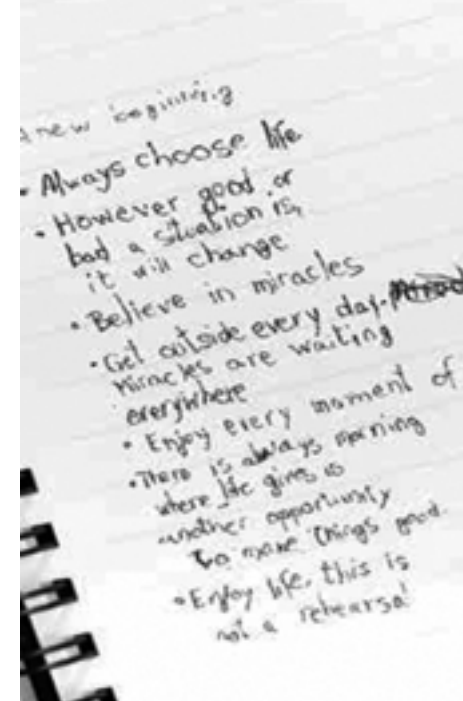 A new beginning
• Always choose life
• However good or
bad a situation is,
it will change
• Believe in miracles
• Get outside every day.
Miracles are waiting
everywhere
• Enjoy every moment of
• There is always morning
where life gives is
another opportunity
to make things good.
• Enjoy life, this is
not a rehearsal